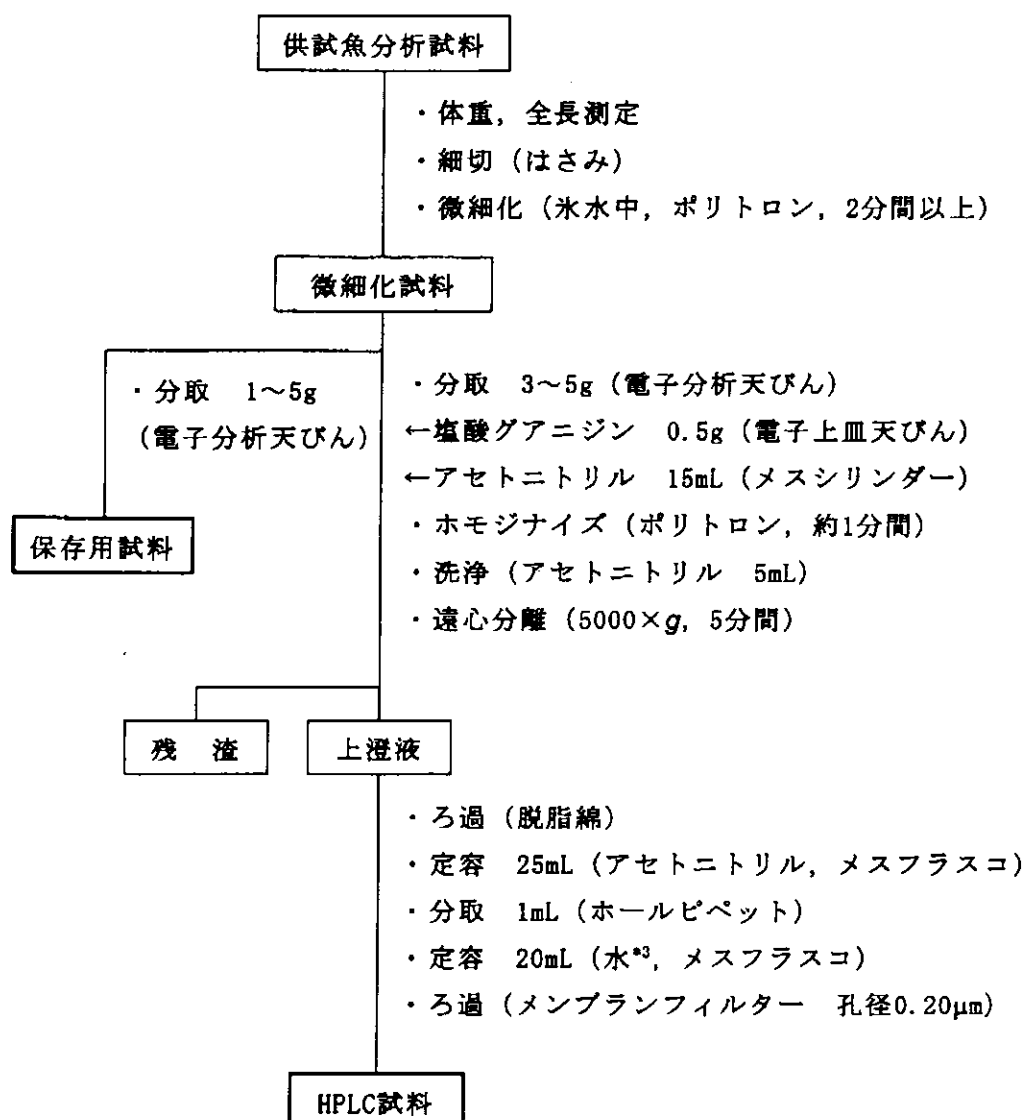 供試魚分析試料
・体重, 全長測定
・細切 (はさみ)
・微細化 (氷水中, ポリトロン, 2分間以上)
微細化試料
・分取 1～5g
(電子分析天びん)
・分取 3～5g (電子分析天びん)
←塩酸グアニジン 0.5g (電子上皿天びん)
←アセトニトリル 15mL (メスシリンダー)
・ホモジナイズ (ポリトロン, 約1分間)
・洗浄 (アセトニトリル 5mL)
・遠心分離 (5000×g, 5分間)
保存用試料
残 渣
上澄液
・ろ過 (脱脂綿)
・定容 25mL (アセトニトリル, メスフラスコ)
・分取 1mL (ホールピペット)
・定容 20mL (水*3, メスフラスコ)
・ろ過 (メンブランフィルター 孔径0.20μm)
HPLC試料